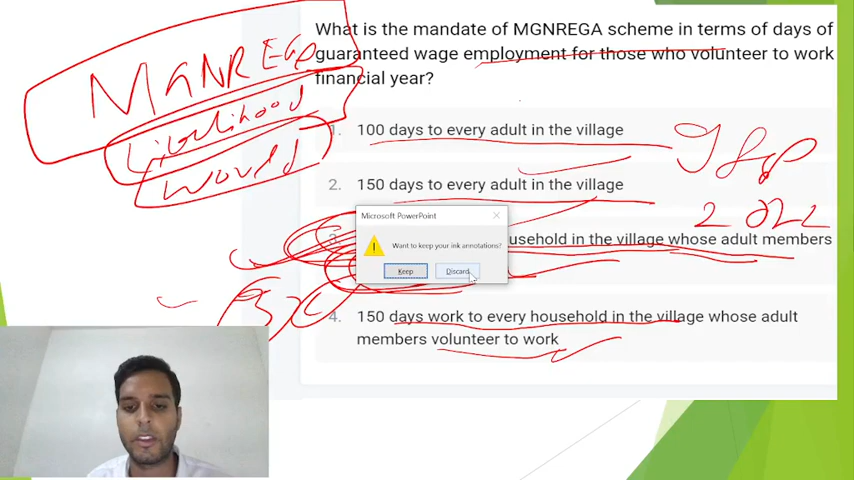 What is the mandate of MGNREGA scheme in terms of days of
guaranteed wage employment for those who volunteer to work
financial year?
MGNREGA
Livelihood
World
1. 100 days to every adult in the village
2. 150 days to every adult in the village
3. household in the village whose adult members
4. 150 days work to every household in the village whose adult
members volunteer to work
2022
Microsoft PowerPoint
Want to keep your ink annotations?
Keep
Discard